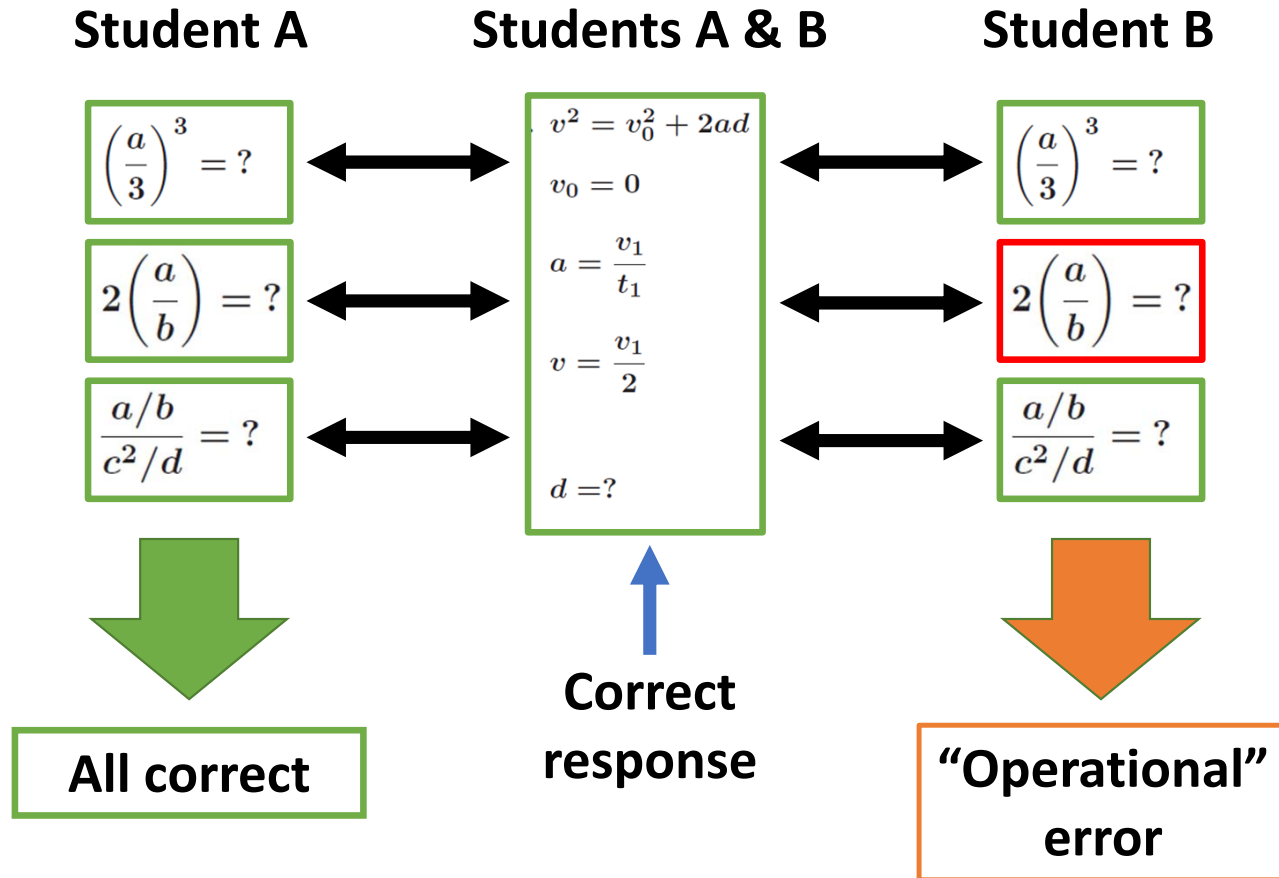 Student A
Students A & B
Student B
(a/3)^3 = ?
2(a/b) = ?
(a/b)/(c^2/d) = ?
. v^2 = v_0^2 + 2ad
v_0 = 0
a = v_1/t_1
v = v_1/2
d =?
(a/3)^3 = ?
2(a/b) = ?
(a/b)/(c^2/d) = ?
All correct
Correct
response
“Operational”
error